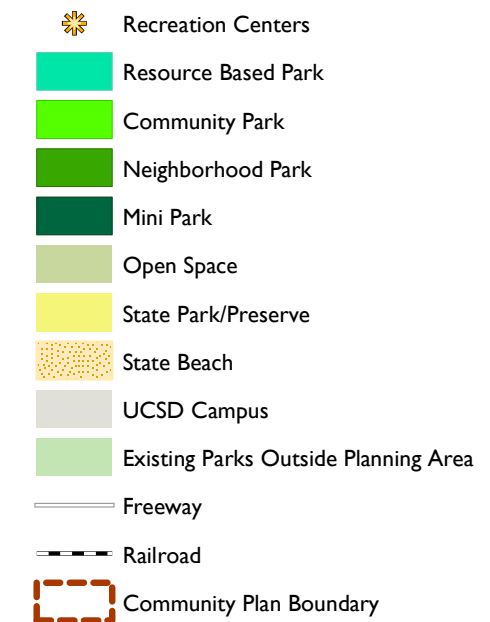 Recreation Centers
Resource Based Park
Community Park
Neighborhood Park
Mini Park
Open Space
State Park/Preserve
State Beach
UCSD Campus
Existing Parks Outside Planning Area
Freeway
Railroad
Community Plan Boundary